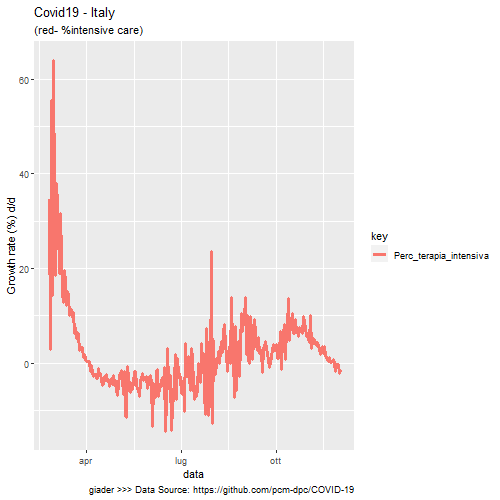 Covid19 - Italy
(red- %intensive care)
Growth rate (%) d/d
60
40
20
0
apr
lug
ott
data
key
Perc_terapia_intensiva
giader >>> Data Source: https://github.com/pcm-dpc/COVID-19